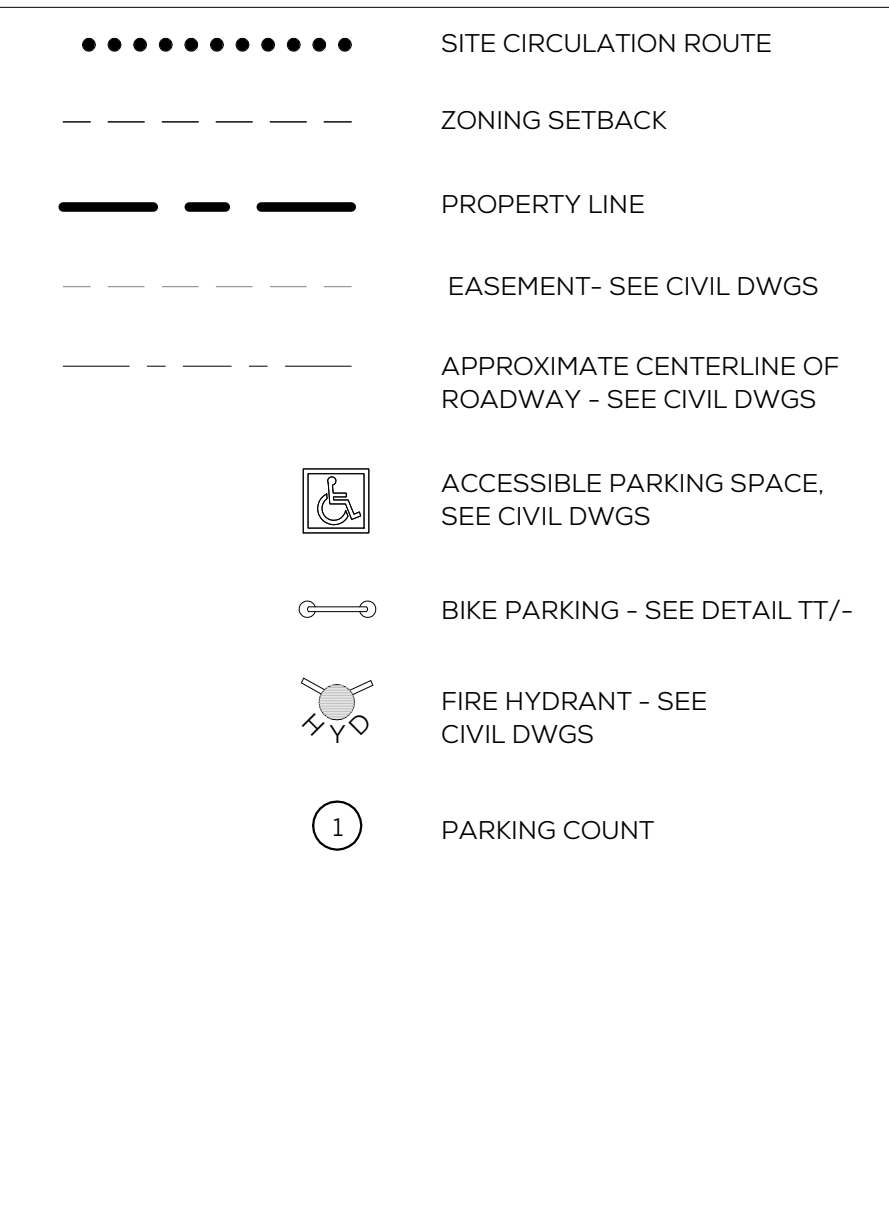 SITE CIRCULATION ROUTE
ZONING SETBACK
PROPERTY LINE
EASEMENT- SEE CIVIL DWGS
APPROXIMATE CENTERLINE OF
ROADWAY - SEE CIVIL DWGS
ACCESSIBLE PARKING SPACE,
SEE CIVIL DWGS
BIKE PARKING - SEE DETAIL TT/-
HYD
FIRE HYDRANT - SEE
CIVIL DWGS
1
PARKING COUNT